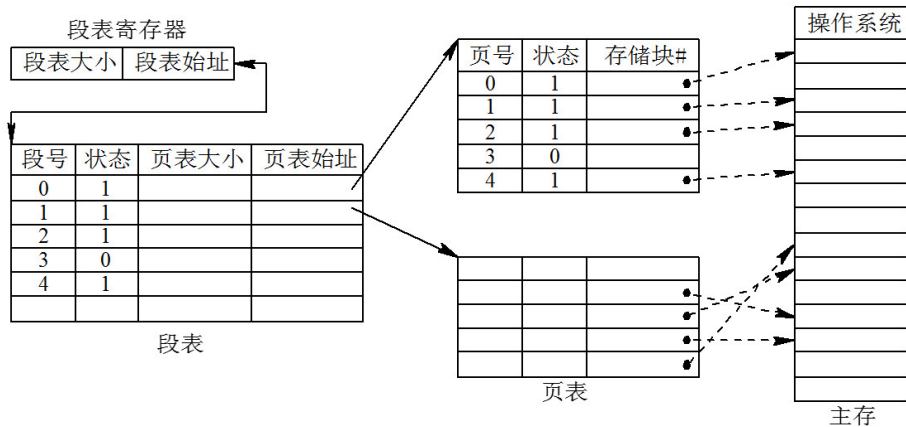 段表寄存器
段表大小 段表始址
段号 状态 页表大小 页表始址
0 1
1 1
2 1
3 0
4 1
段表
页号 状态 存储块#
0 1
1 1
2 1
3 0
4 1
页表
操作系统
主存